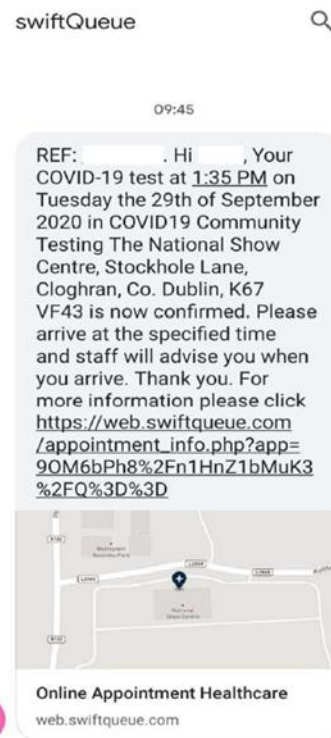 swiftQueue
09:45
REF: . Hi , Your
COVID-19 test at 1:35 PM on
Tuesday the 29th of September
2020 in COVID19 Community
Testing The National Show
Centre, Stockhole Lane,
Cloghran, Co. Dublin, K67
VF43 is now confirmed. Please
arrive at the specified time
and staff will advise you when
you arrive. Thank you. For
more information please click
https://web.swiftqueue.com
/appointment_info.php?app=
9OM6bPh8%2Fn1HnZ1bMuK3
%2FQ%3D%3D
National
Show Centre
Online Appointment Healthcare
web.swiftqueue.com